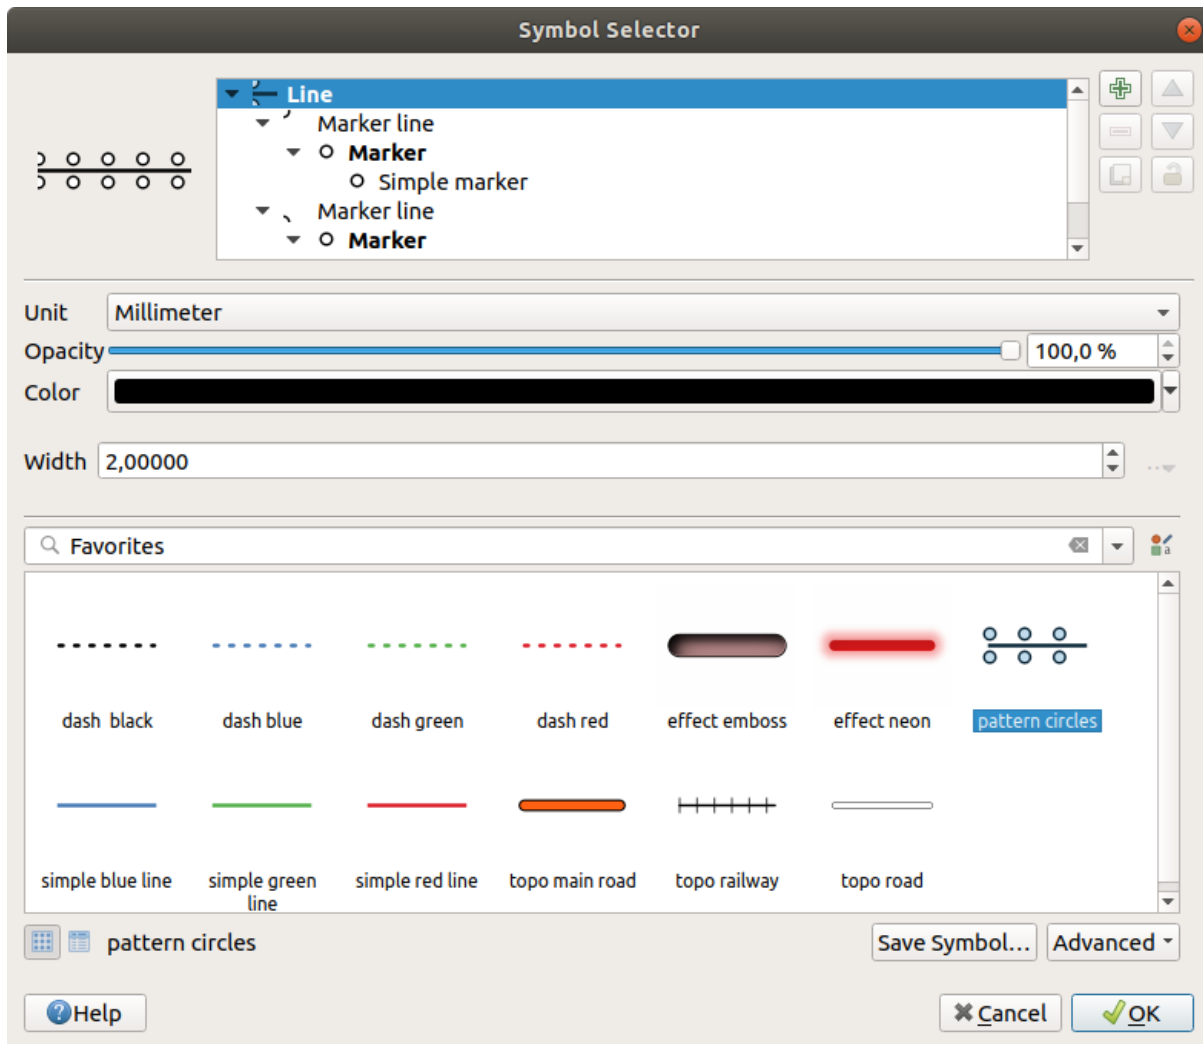 Symbol Selector
Line
Marker line
Marker
Simple marker
Marker line
Marker
Unit Millimeter
Opacity 100,0 %
Color
Width 2,00000
Favorites
dash  black dash blue dash green dash red effect emboss effect neon pattern circles
simple blue line simple green simple red line topo main road topo railway topo road
line
pattern circles Save Symbol... Advanced
Help Cancel OK